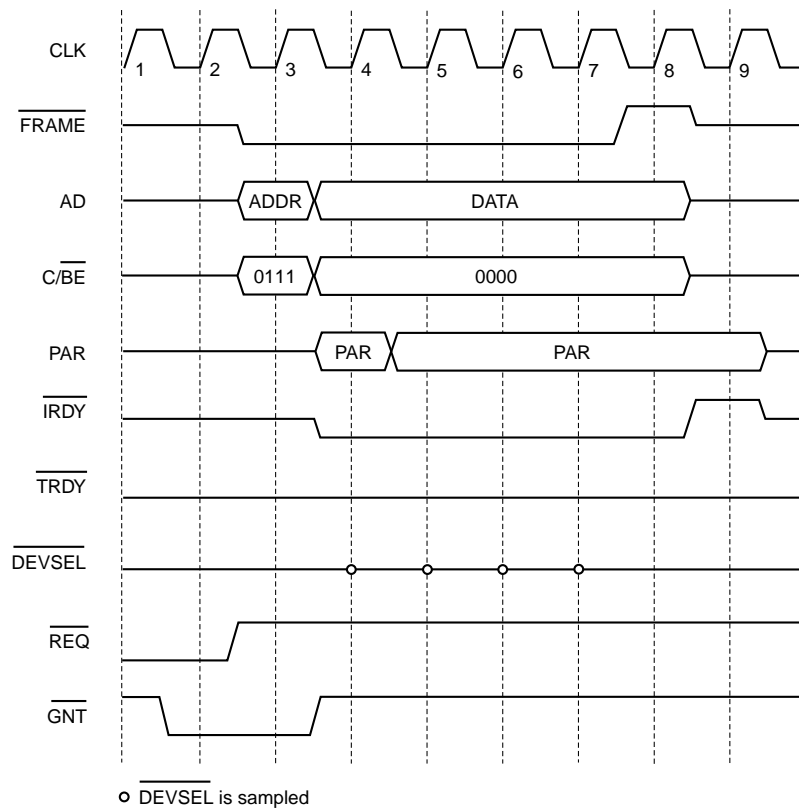 CLK
1 2 3 4 5 6 7 8 9
FRAME
AD ADDR DATA
C/BE 0111 0000
PAR PAR PAR
IRDY
TRDY
DEVSEL
REQ
GNT
DEVSEL is sampled